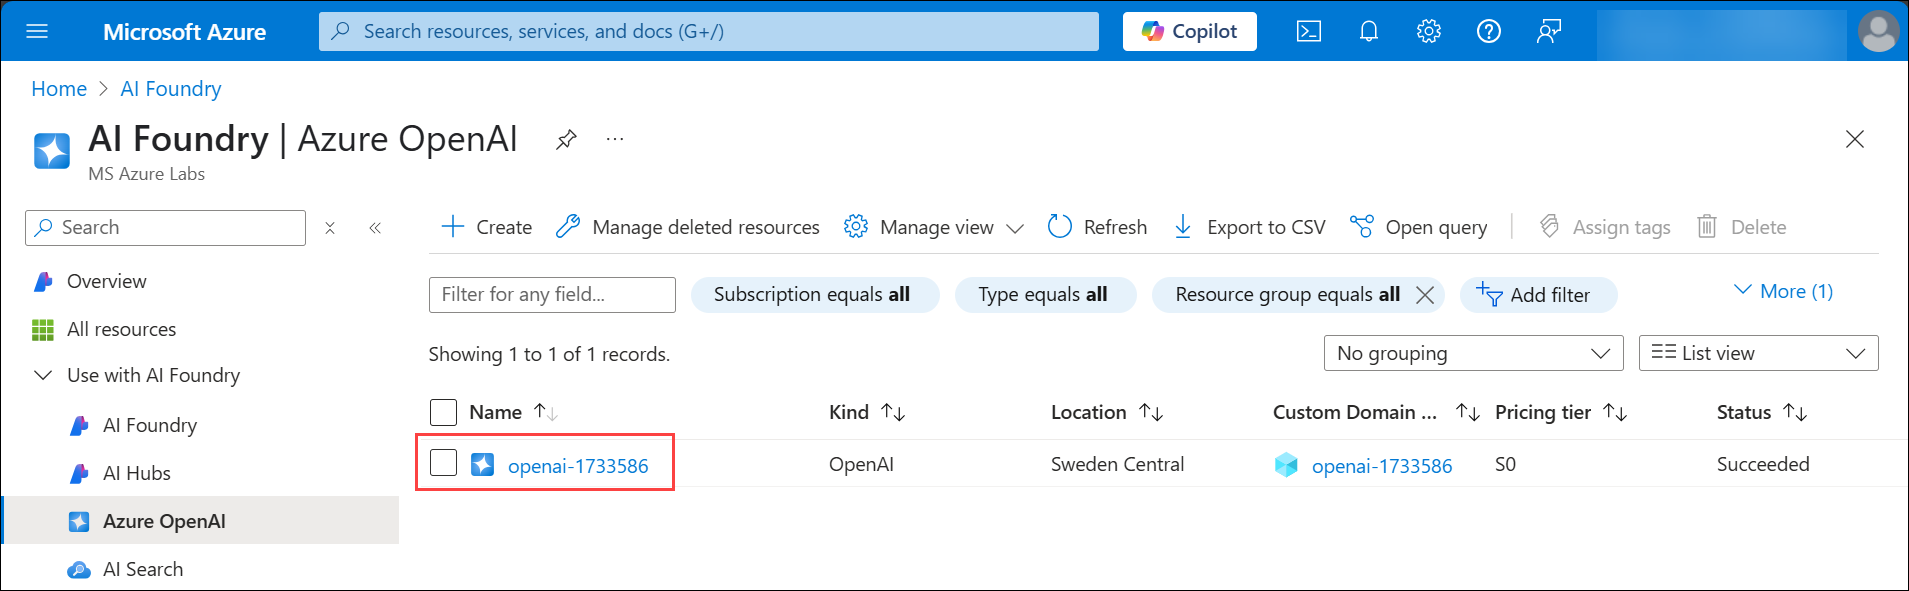 Microsoft Azure
Search resources, services, and docs (G+/)
Copilot
Home > AI Foundry
AI Foundry | Azure OpenAI ...
MS Azure Labs
Search
Create
Manage deleted resources
Manage view
Refresh
Export to CSV
Open query
Assign tags
Delete
Overview
All resources
Use with AI Foundry
AI Foundry
AI Hubs
Azure OpenAI
AI Search
Filter for any field...
Subscription equals all
Type equals all
Resource group equals all
Add filter
More (1)
Showing 1 to 1 of 1 records.
No grouping
List view
Name
Kind
Location
Custom Domain ...
Pricing tier
Status
openai-1733586
OpenAI
Sweden Central
openai-1733586
S0
Succeeded